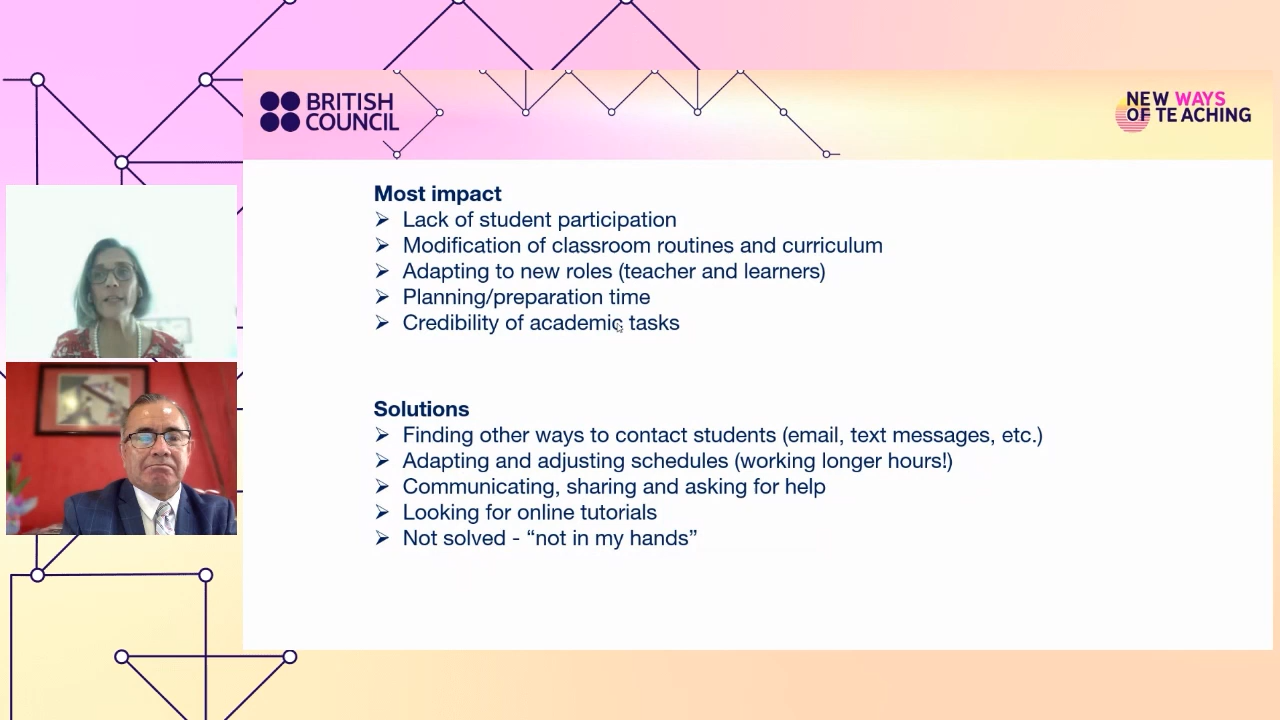 BRITISH
COUNCIL
NEW WAYS
OF TEACHING
Most impact
➢ Lack of student participation
➢ Modification of classroom routines and curriculum
➢ Adapting to new roles (teacher and learners)
➢ Planning/preparation time
➢ Credibility of academic tasks
Solutions
➢ Finding other ways to contact students (email, text messages, etc.)
➢ Adapting and adjusting schedules (working longer hours!)
➢ Communicating, sharing and asking for help
➢ Looking for online tutorials
➢ Not solved - “not in my hands”